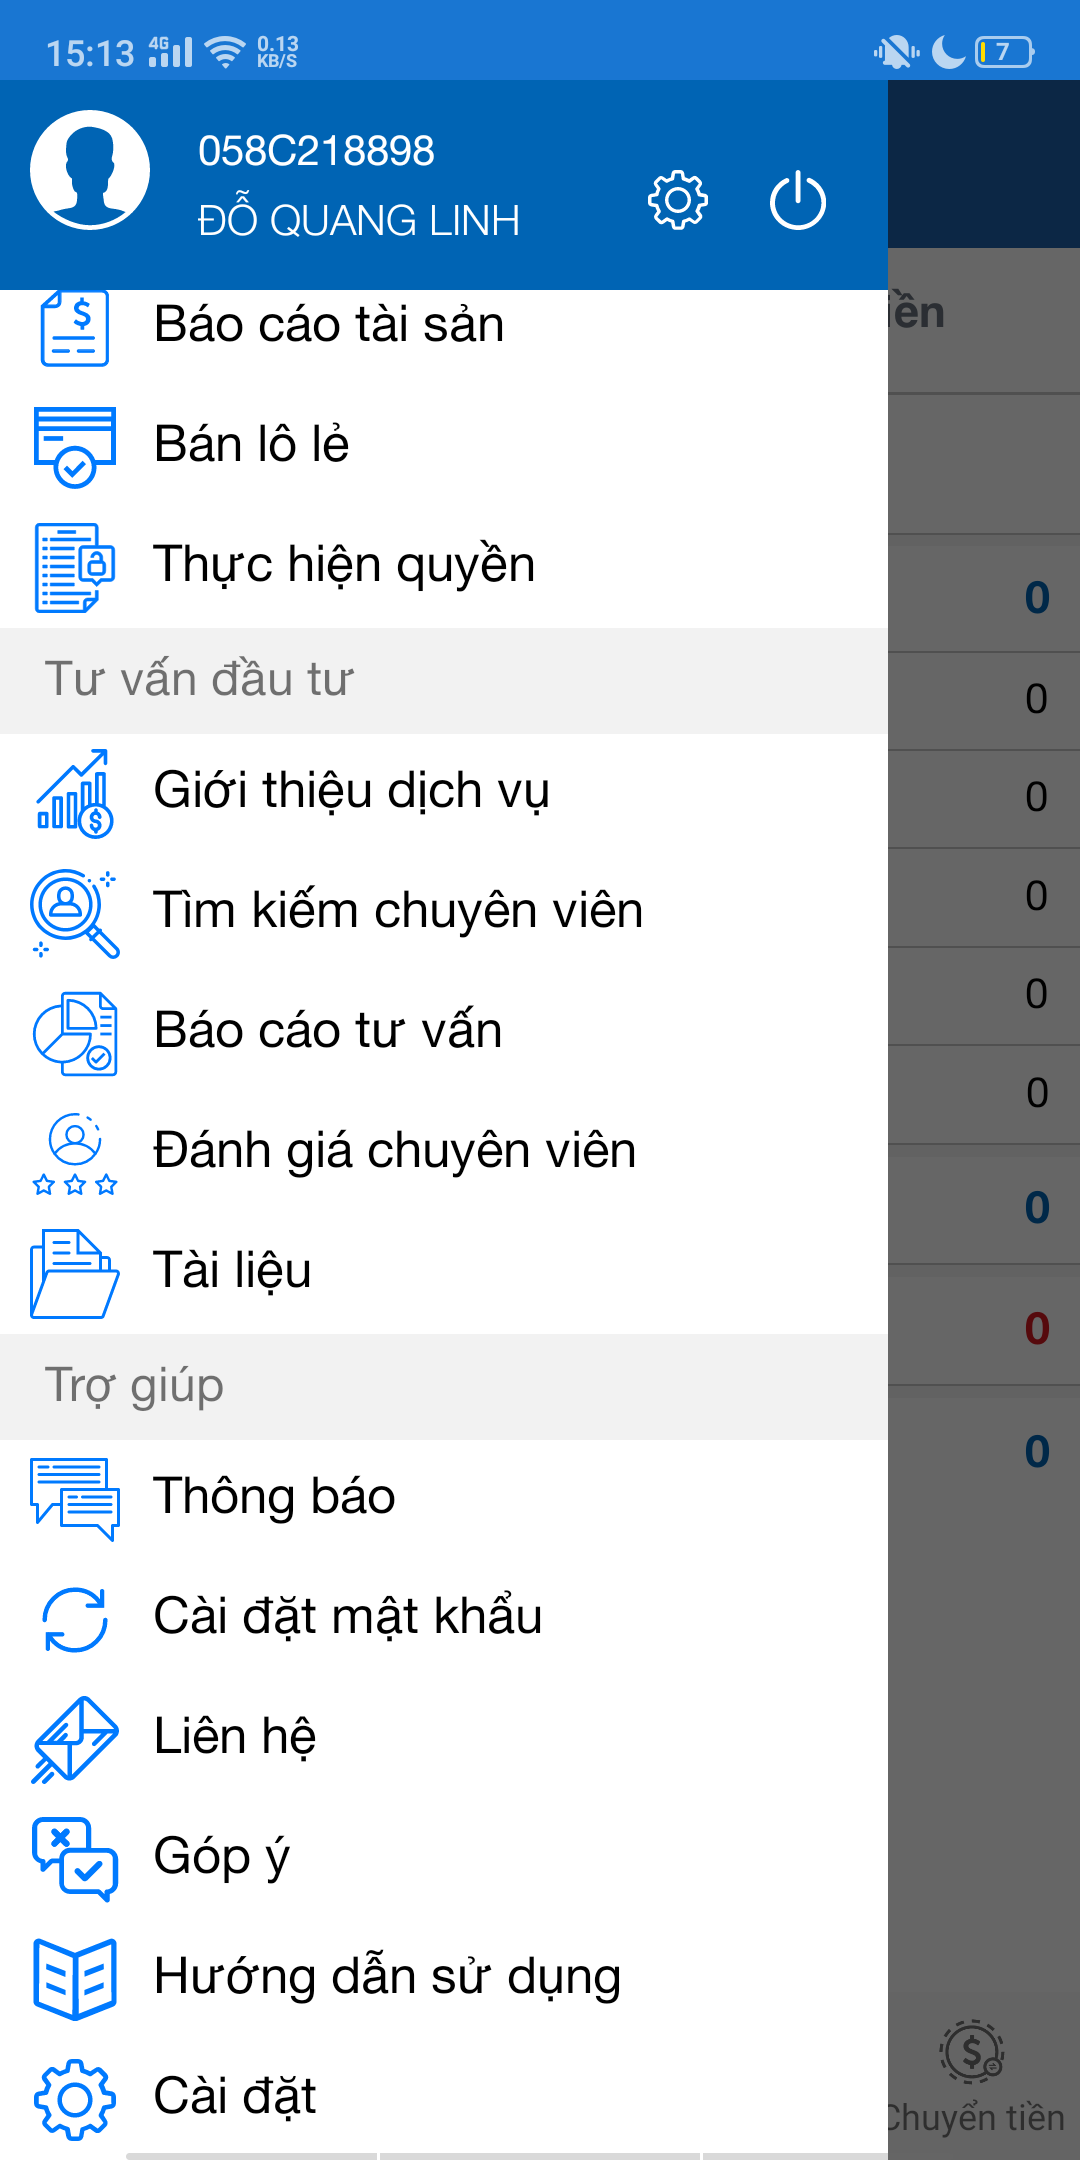 15:13 4G 0.13 KB/S 7
058C218898
ĐỖ QUANG LINH
Báo cáo tài sản
iền
Bán lô lẻ
Thực hiện quyền
0
Tư vấn đầu tư
0
Giới thiệu dịch vụ
0
Tìm kiếm chuyên viên
0
Báo cáo tư vấn
0
0
Đánh giá chuyên viên
0
Tài liệu
0
Trợ giúp
0
Thông báo
Cài đặt mật khẩu
Liên hệ
Góp ý
Hướng dẫn sử dụng
Cài đặt
Chuyển tiền